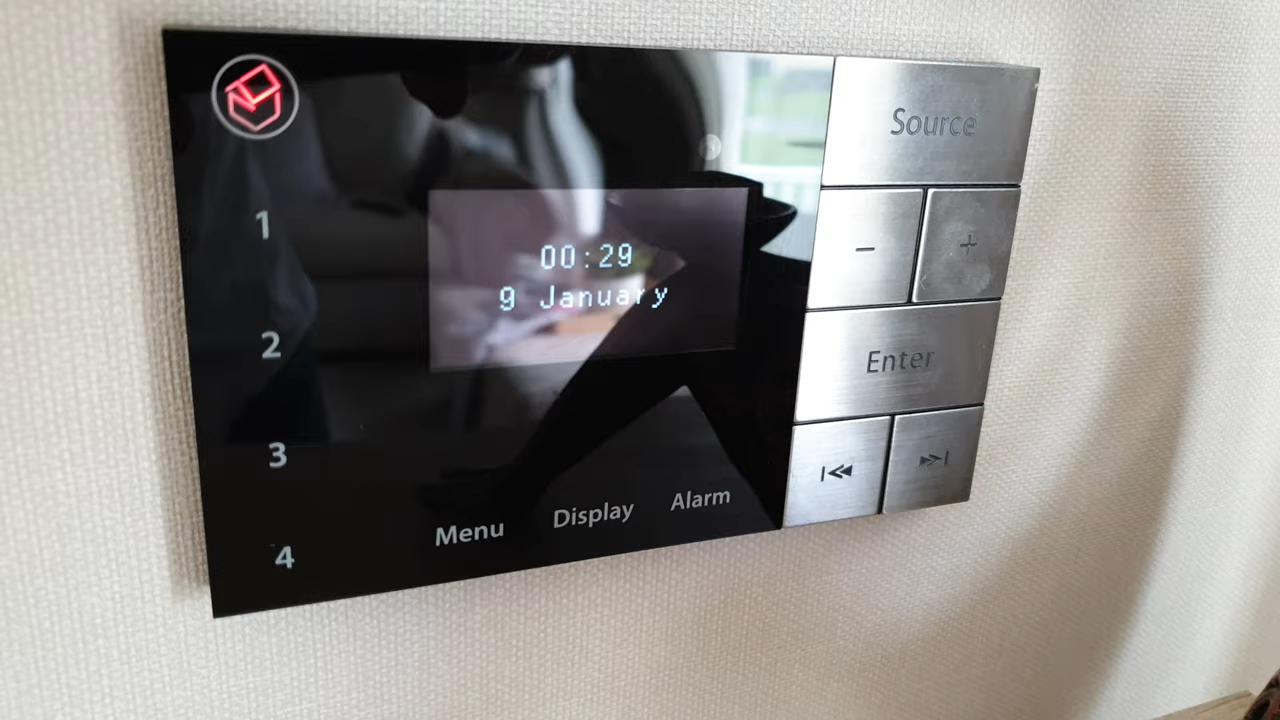 Source
1
00:29
9 January
- +
2
Enter
3
4
Menu Display Alarm